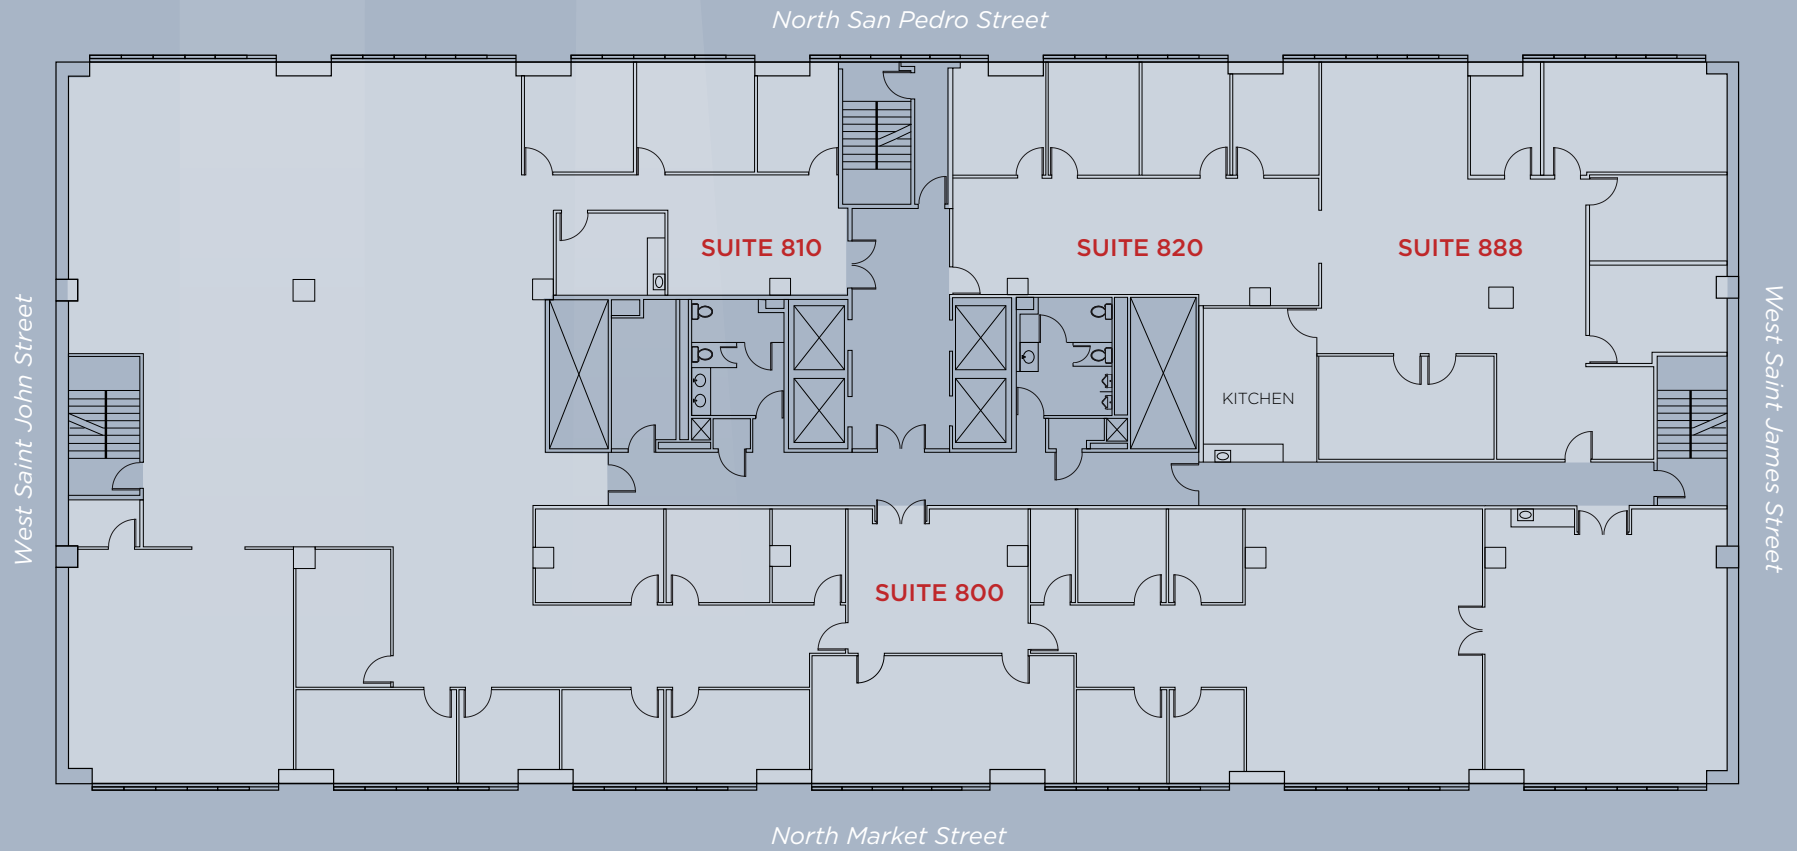 North San Pedro Street
SUITE 810
SUITE 820
SUITE 888
West Saint John Street
West Saint James Street
KITCHEN
SUITE 800
North Market Street